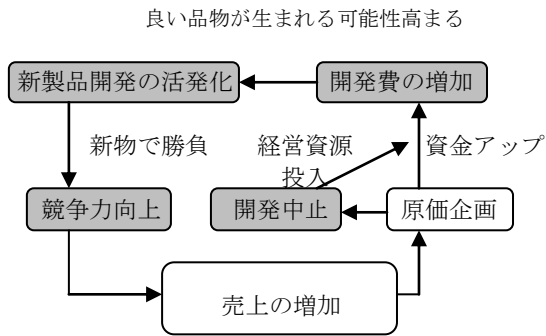 良い品物が生まれる可能性高まる
新製品開発の活発化
開発費の増加
新物で勝負
経営資源
投入
資金アップ
競争力向上
開発中止
原価企画
売上の増加